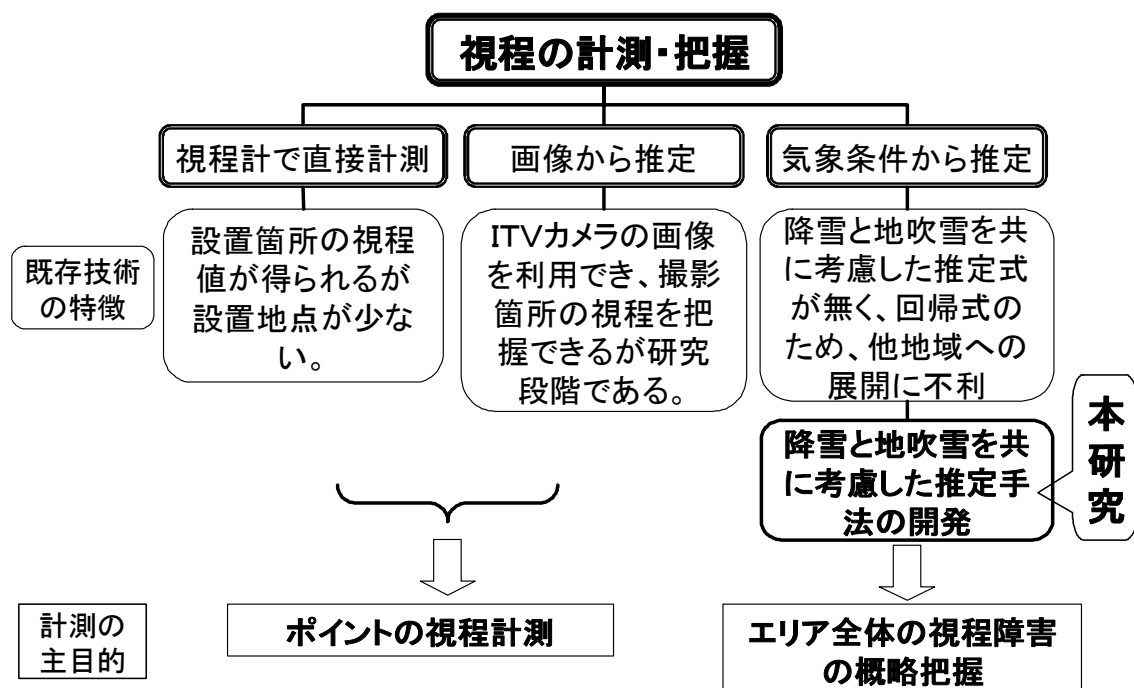 視程の計測・把握
視程計で直接計測
画像から推定
気象条件から推定
既存技術
の特徴
設置箇所の視程
値が得られるが
設置地点が少な
い。
ITVカメラの画像
を利用でき、撮影
箇所の視程を把
握できるが研究
段階である。
降雪と地吹雪を共
に考慮した推定式
が無く、回帰式の
ため、他地域への
展開に不利
降雪と地吹雪を共
に考慮した推定手
法の開発
本研究
計測の
主目的
ポイントの視程計測
エリア全体の視程障害
の概略把握